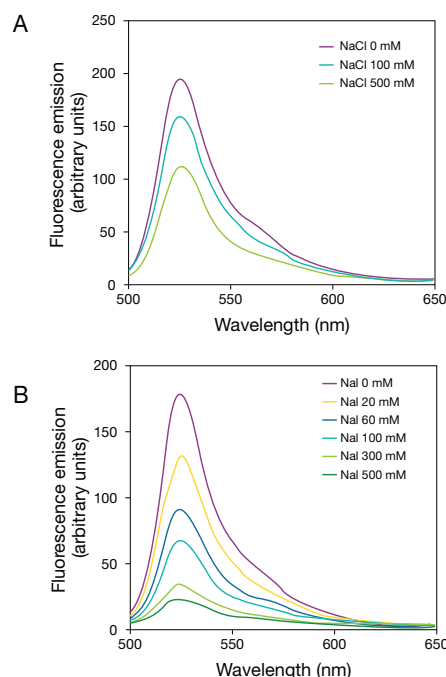 A
250
200
150
100
50
0
Fluorescence emission
(arbitrary units)
NaCl 0 mM
NaCl 100 mM
NaCl 500 mM
500
550
600
650
Wavelength (nm)
B
200
150
100
50
0
Fluorescence emission
(arbitrary units)
NaI 0 mM
NaI 20 mM
NaI 60 mM
NaI 100 mM
NaI 300 mM
NaI 500 mM
500
550
600
650
Wavelength (nm)